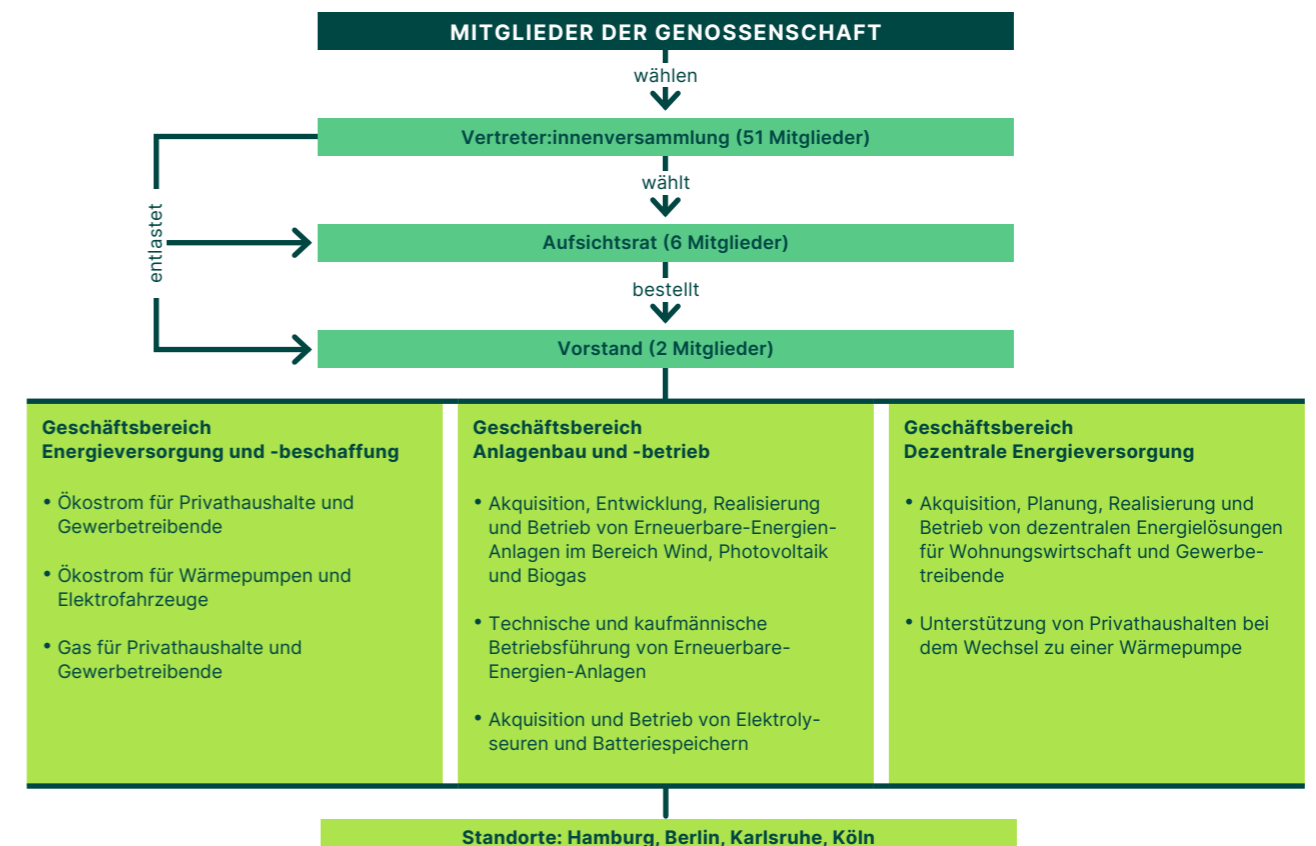 MITGLIEDER DER GENOSSENSCHAFT
wählen
Vertreter:innenversammlung (51 Mitglieder)
wählt
entlastet
Aufsichtsrat (6 Mitglieder)
bestellt
Vorstand (2 Mitglieder)
Geschäftsbereich
Energieversorgung und -beschaffung
• Ökostrom für Privathaushalte und
Gewerbetreibende
• Ökostrom für Wärmepumpen und
Elektrofahrzeuge
• Gas für Privathaushalte und
Gewerbetreibende
Geschäftsbereich
Anlagenbau und -betrieb
• Akquisition, Entwicklung, Realisierung
und Betrieb von Erneuerbare-Energien-
Anlagen im Bereich Wind, Photovoltaik
und Biogas
• Technische und kaufmännische
Betriebsführung von Erneuerbare-
Energien-Anlagen
• Akquisition und Betrieb von Elektroly-
seuren und Batteriespeichern
Geschäftsbereich
Dezentrale Energieversorgung
• Akquisition, Planung, Realisierung und
Betrieb von dezentralen Energielösungen
für Wohnungswirtschaft und Gewerbe-
treibende
• Unterstützung von Privathaushalten bei
dem Wechsel zu einer Wärmepumpe
Standorte: Hamburg, Berlin, Karlsruhe, Köln